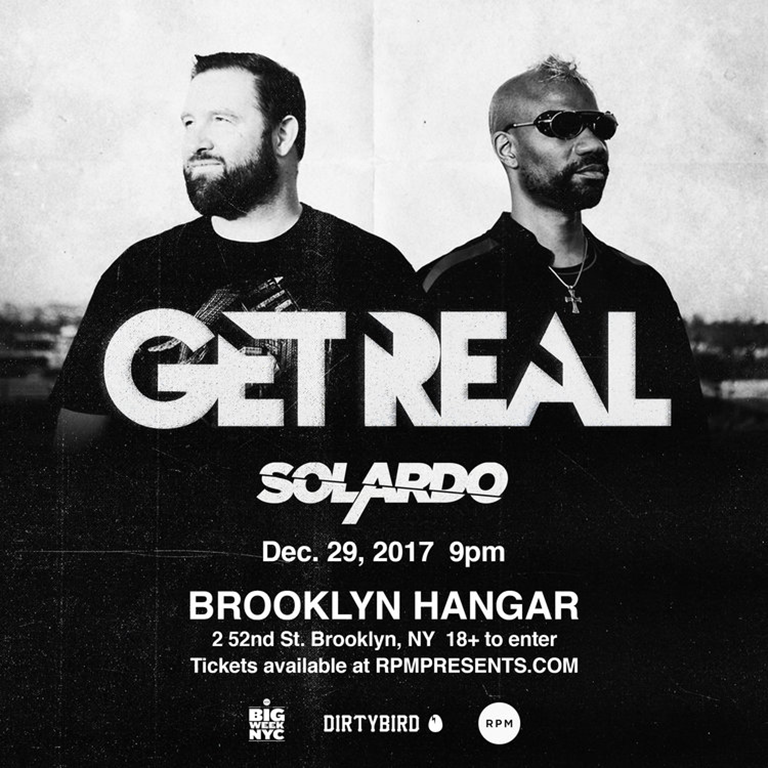 GET REAL
SOLARDO
Dec. 29, 2017 9pm
BROOKLYN HANGAR
2 52nd St. Brooklyn, NY 18+ to enter
Tickets available at RPMPRESENTS.COM
BIG
WEEK
NYC
DIRTYBIRD
RPM